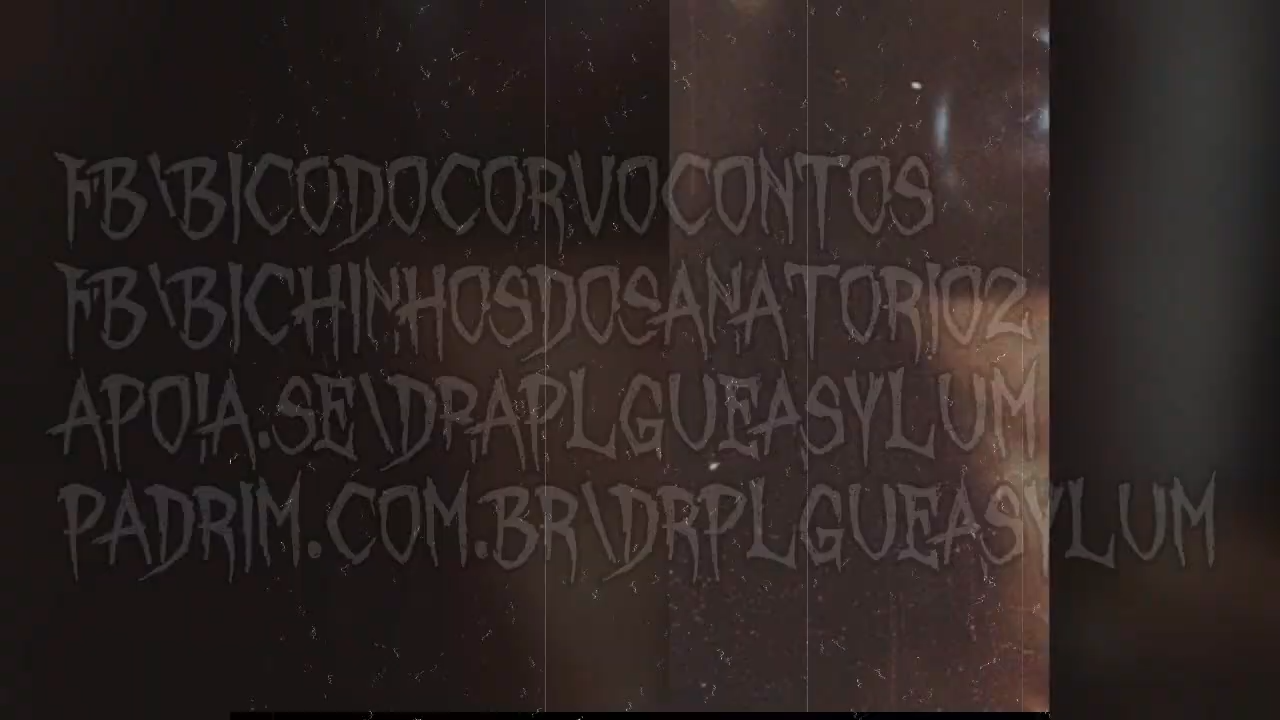 FB\BICODOCORVOCONTOS
FB\BICHINHOSDOSANATORIO2
APOIA.SE\DRAPLGUEASYLUM
PADRIM.COM.BR\DRPLGUEASYLUM